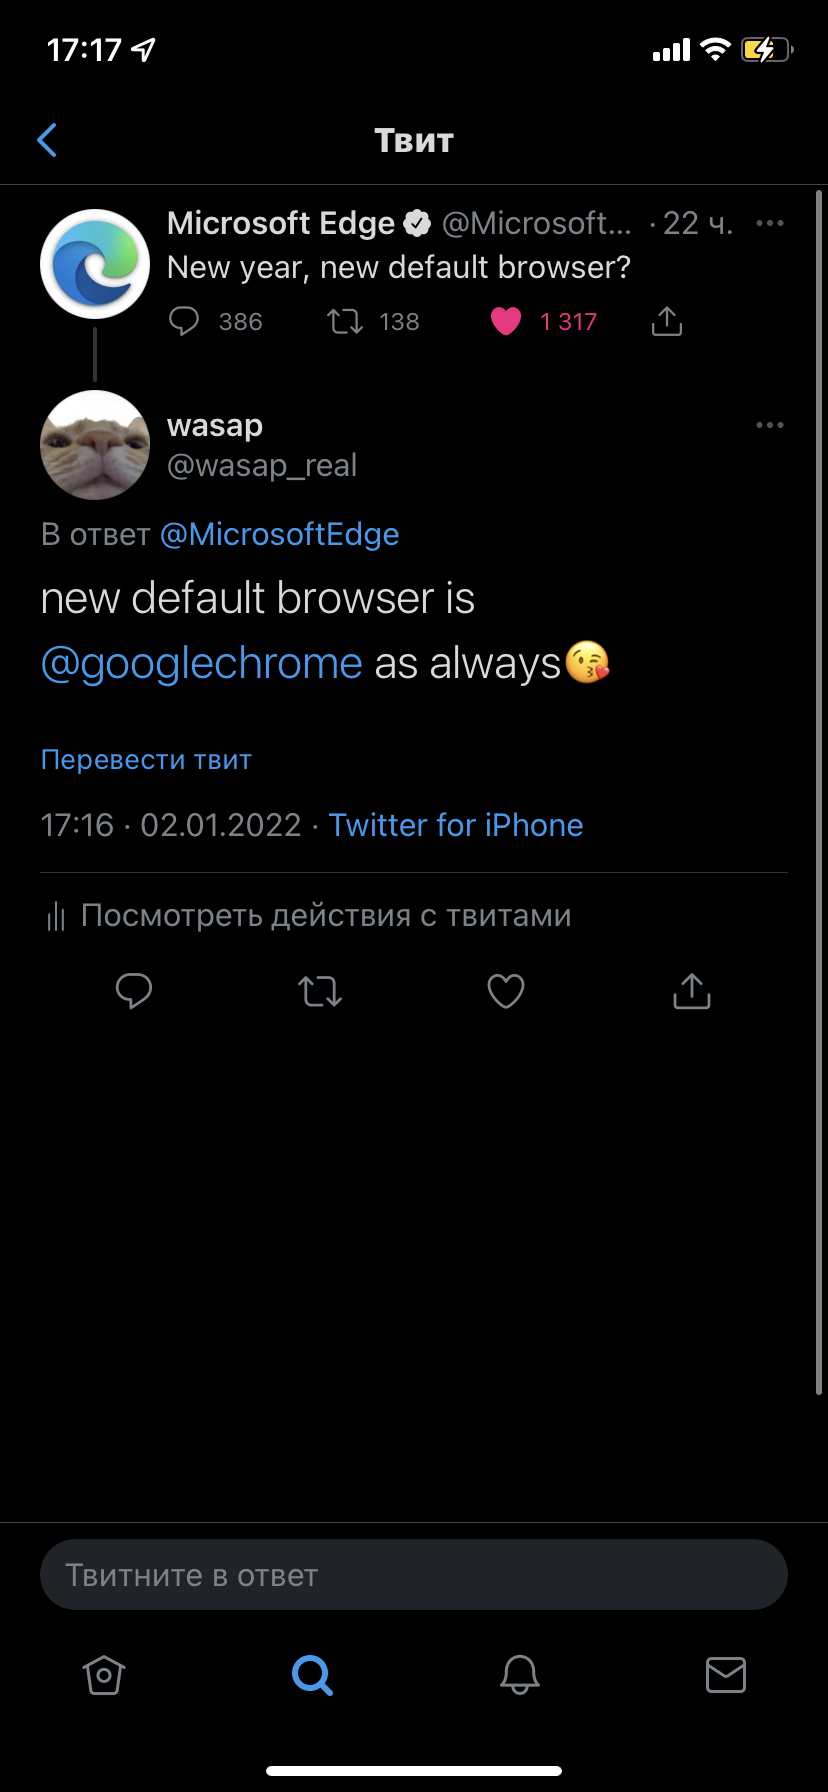 17:17
Твит
Microsoft Edge @Microsoft... · 22 ч.
New year, new default browser?
386 138 1 317
wasap
@wasap_real
В ответ @MicrosoftEdge
new default browser is
@googlechrome as always😘
Перевести твит
17:16 · 02.01.2022 · Twitter for iPhone
Посмотреть действия с твитами
Твитните в ответ